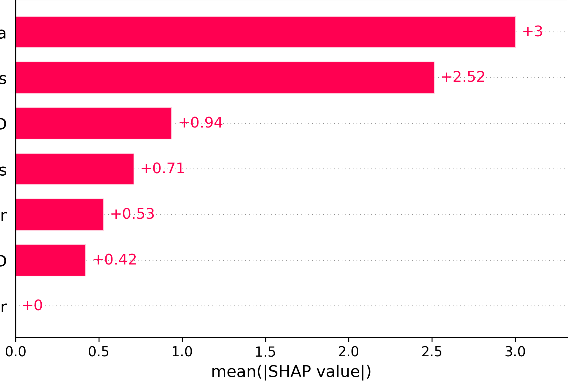 a +3
s +2.52
D +0.94
s +0.71
r +0.53
D +0.42
r +0
0.0 0.5 1.0 1.5 2.0 2.5 3.0
mean(|SHAP value|)